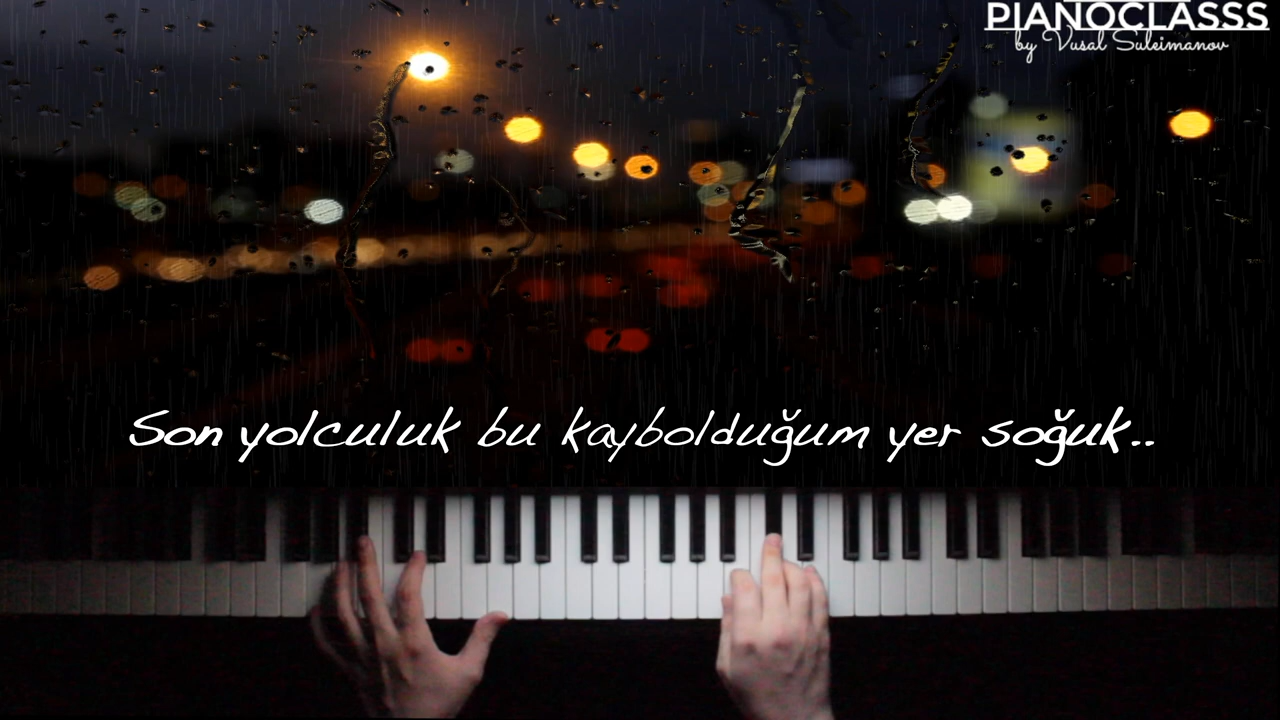 PIANOCLASSS
by Vusal Suleimanov
Son yolculuk bu kaybolduğum yer soğuk..